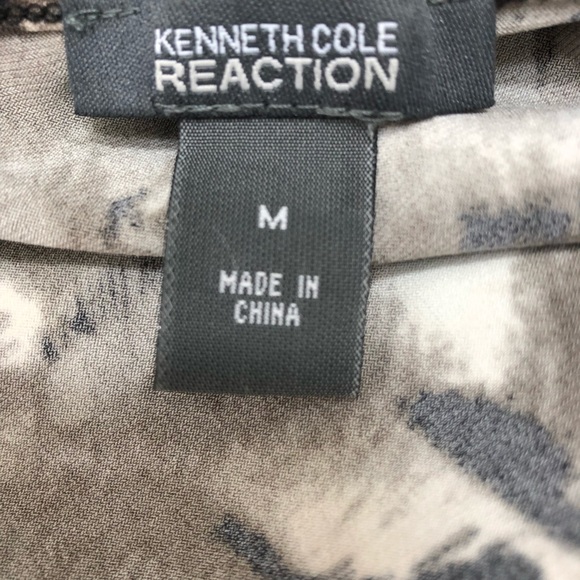 KENNETH COLE
REACTION
M
MADE IN
CHINA